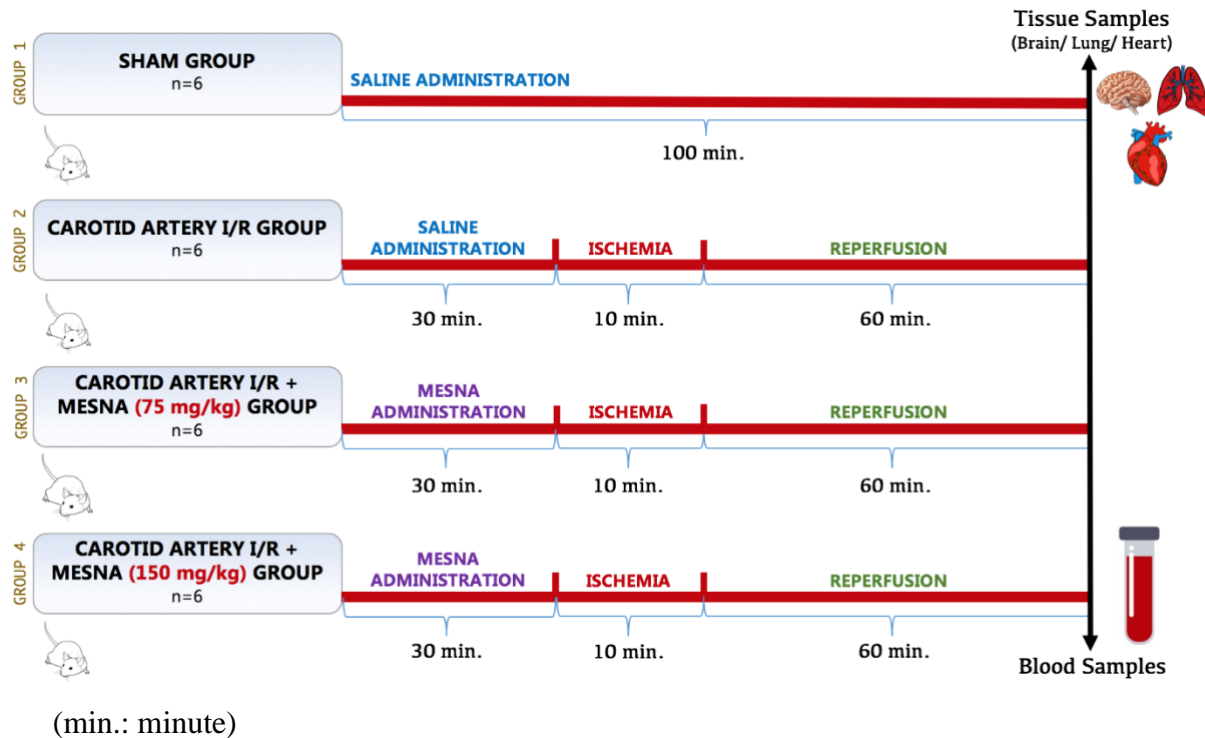 Tissue Samples
(Brain/ Lung/ Heart)
GROUP 1
SHAM GROUP
n=6
SALINE ADMINISTRATION
100 min.
GROUP 2
CAROTID ARTERY I/R GROUP
n=6
SALINE
ADMINISTRATION
ISCHEMIA
REPERFUSION
30 min.
10 min.
60 min.
GROUP 3
CAROTID ARTERY I/R +
MESNA (75 mg/kg) GROUP
n=6
MESNA
ADMINISTRATION
ISCHEMIA
REPERFUSION
30 min.
10 min.
60 min.
GROUP 4
CAROTID ARTERY I/R +
MESNA (150 mg/kg) GROUP
n=6
MESNA
ADMINISTRATION
ISCHEMIA
REPERFUSION
30 min.
10 min.
60 min.
Blood Samples
(min.: minute)